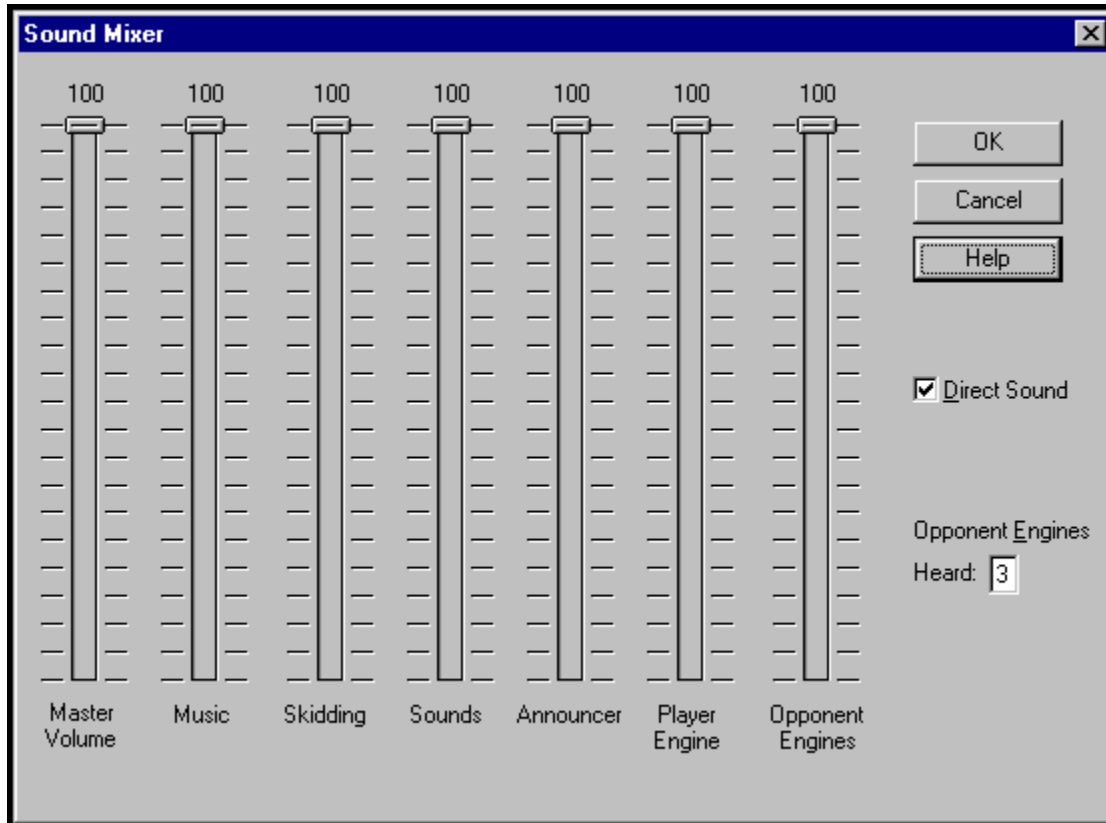 Sound Mixer
100 100 100 100 100 100 100
OK
Cancel
Help
Direct Sound
Opponent Engines
Heard: 3
Master Volume
Music
Skidding
Sounds
Announcer
Player Engine
Opponent Engines